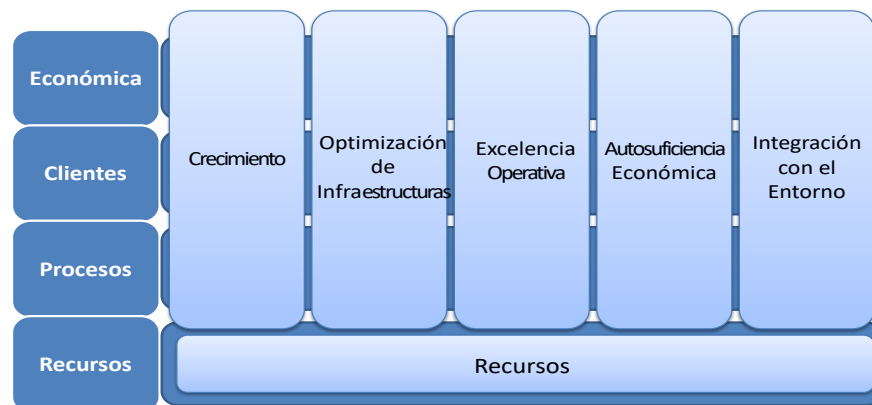 Económica
Clientes
Procesos
Recursos
Crecimiento
Optimización
de
Infraestructuras
Excelencia
Operativa
Autosuficiencia
Económica
Integración
con el
Entorno
Recursos